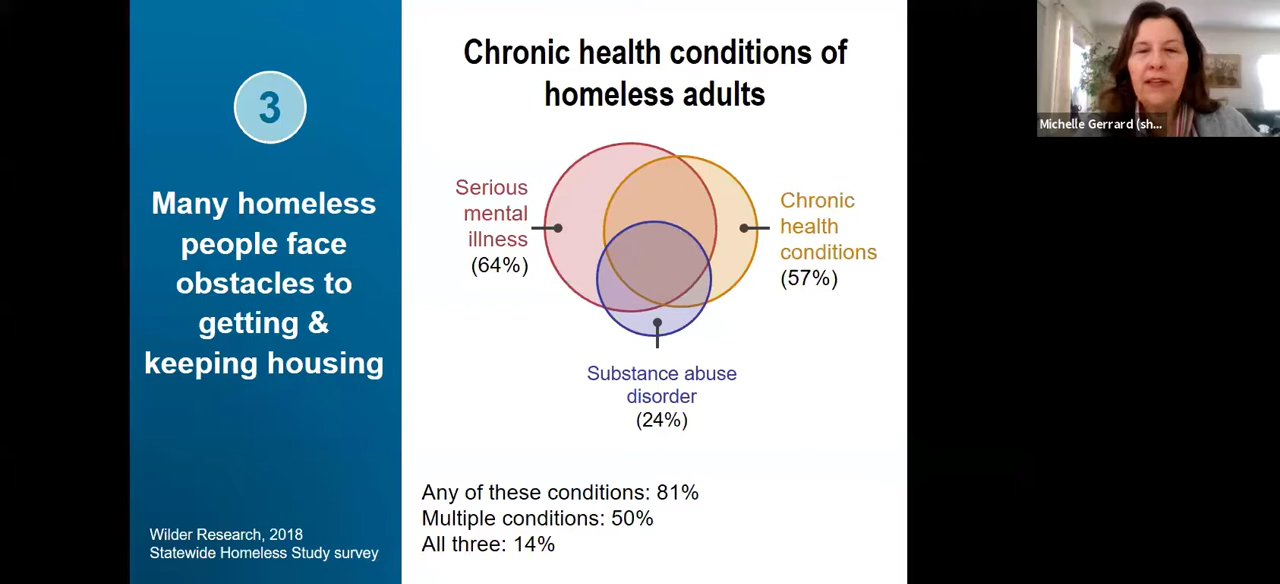 3
Many homeless
people face
obstacles to
getting &
keeping housing
Wilder Research, 2018
Statewide Homeless Study survey
Chronic health conditions of
homeless adults
Serious
mental
illness
(64%)
Chronic
health
conditions
(57%)
Substance abuse
disorder
(24%)
Any of these conditions: 81%
Multiple conditions: 50%
All three: 14%
Michelle Gerrard (sh...